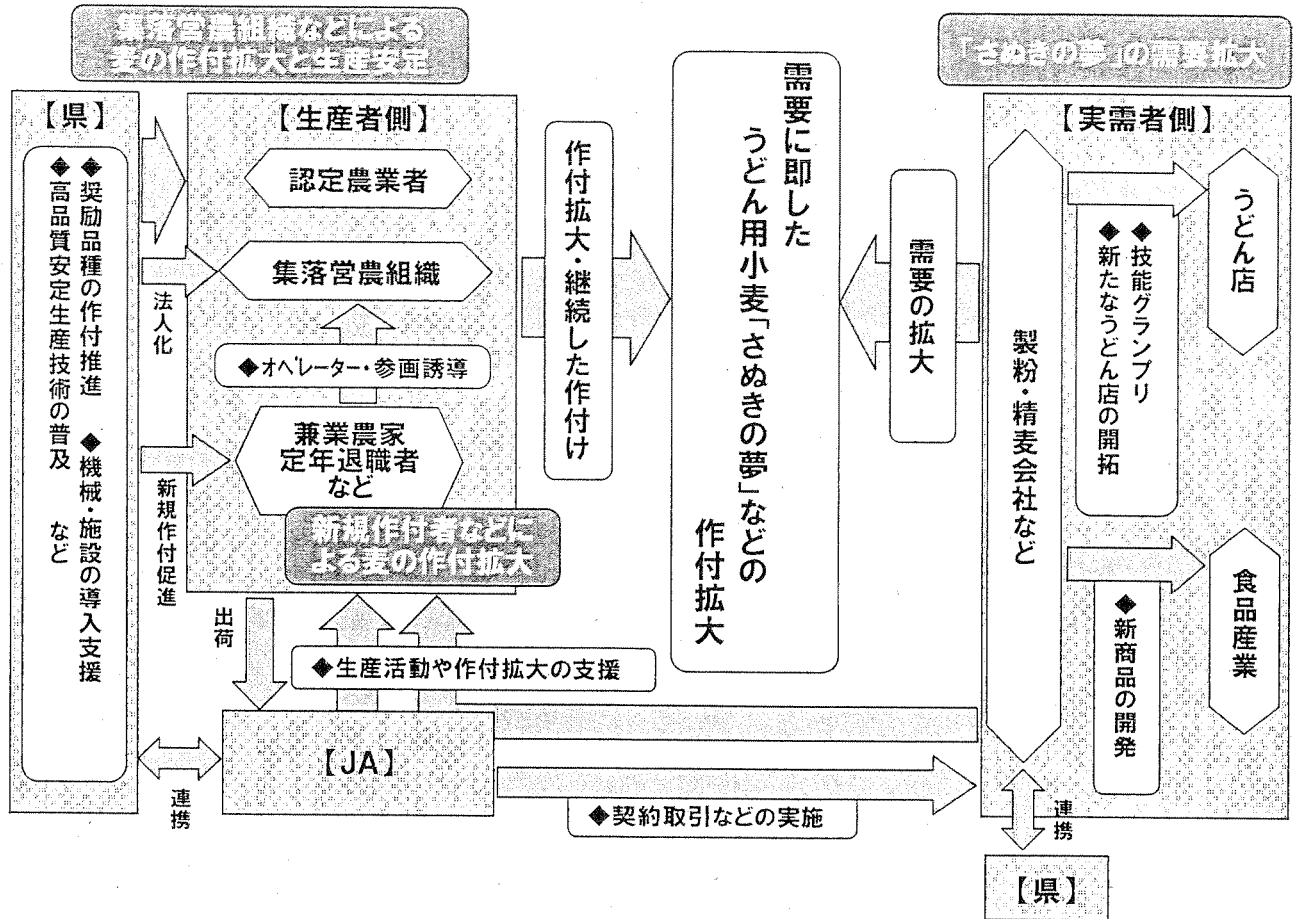 集落営農組織などによる
麦の作付拡大と生産安定
「さぬきの夢」の需要拡大
【県】
◆奨励品種の作付推進　◆機械・施設の導入支援
◆高品質安定生産技術の普及　など
法人化
新規作付促進
【生産者側】
認定農業者
集落営農組織
◆オペレーター・参画誘導
兼業農家
定年退職者
など
新規作付者などに
よる麦の作付拡大
作付拡大・継続した作付け
需要に即した
うどん用小麦「さぬきの夢」などの
作付拡大
需要の拡大
【実需者側】
製粉・精麦会社など
◆技能グランプリ
◆新たなうどん店の開拓
うどん店
◆新商品の開発
食品産業
出荷
◆生産活動や作付拡大の支援
【JA】
連携
◆契約取引などの実施
連携
【県】